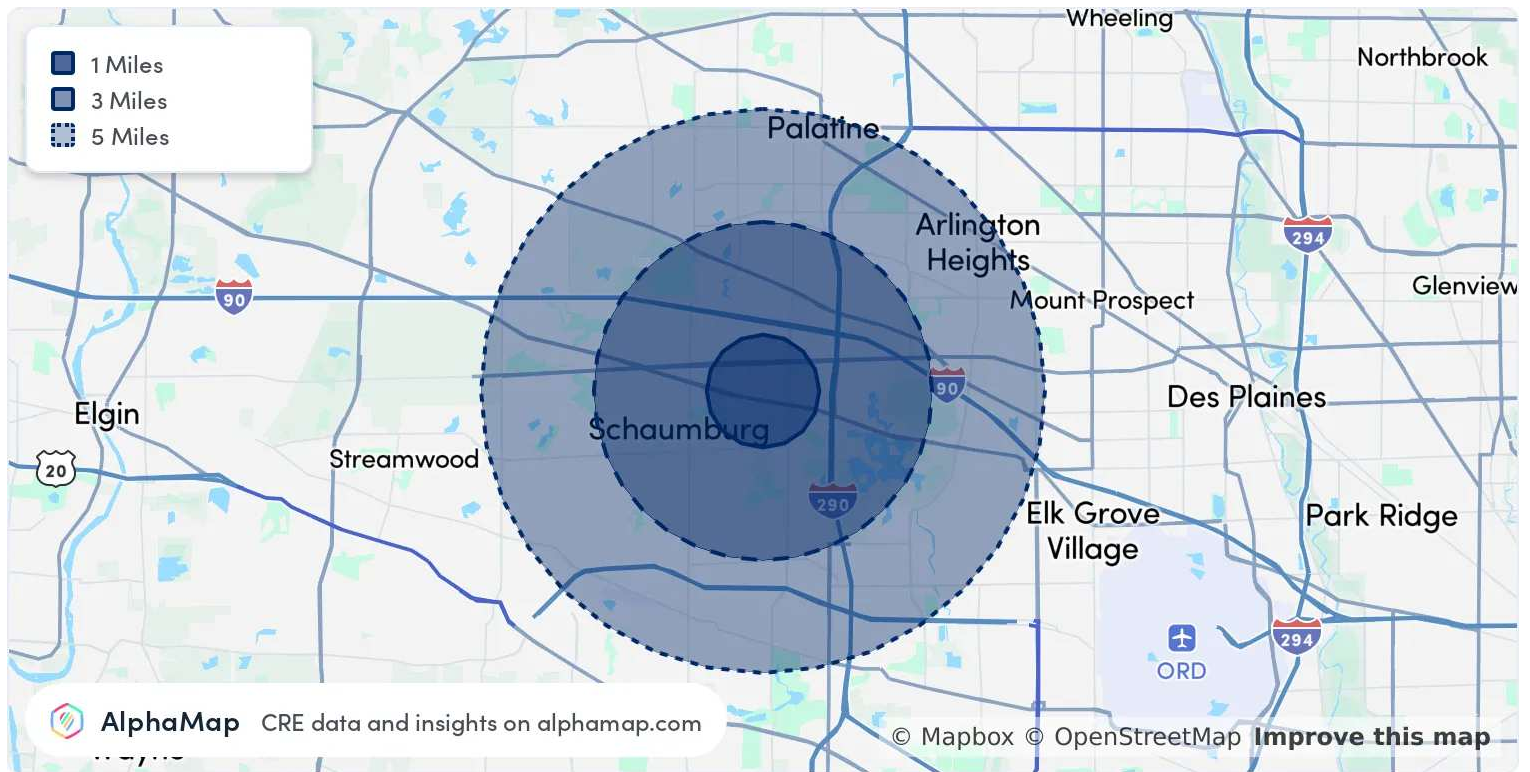 Wheeling
Northbrook
1 Miles
3 Miles
5 Miles
Palatine
Arlington
Heights
294
Glenview
90
Mount Prospect
90
Des Plaines
Elgin
Schaumburg
Streamwood
20
290
Elk Grove
Village
Park Ridge
294
ORD
AlphaMap CRE data and insights on alphamap.com
© Mapbox © OpenStreetMap Improve this map